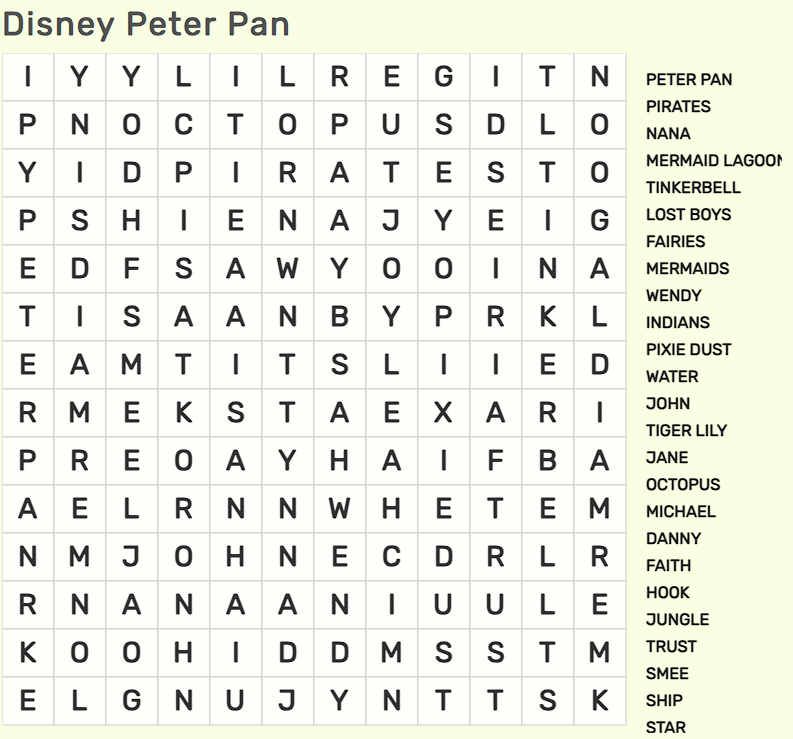 Disney Peter Pan
I Y Y L I L R E G I T N
P N O C T O P U S D L O
Y I D P I R A T E S T O
P S H I E N A J Y E I G
E D F S A W Y O O I N A
T I S A A N B Y P R K L
E A M T I T S L I I E D
R M E K S T A E X A R I
P R E O A Y H A I F B A
A E L R N N W H E T E M
N M J O H N E C D R L R
R N A N A A N I U U L E
K O O H I D D M S S T M
E L G N U J Y N T T S K
PETER PAN
PIRATES
NANA
MERMAID LAGOON
TINKERBELL
LOST BOYS
FAIRIES
MERMAIDS
WENDY
INDIANS
PIXIE DUST
WATER
JOHN
TIGER LILY
JANE
OCTOPUS
MICHAEL
DANNY
FAITH
HOOK
JUNGLE
TRUST
SMEE
SHIP
STAR